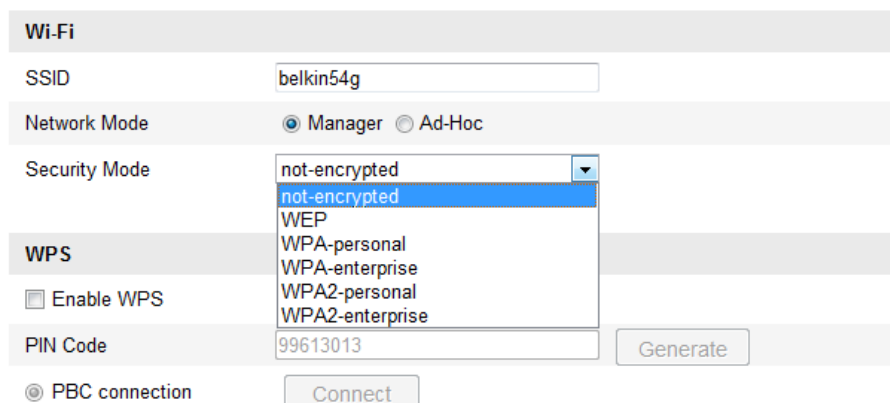 Wi-Fi
SSID belkin54g
Network Mode Manager Ad-Hoc
Security Mode not-encrypted
not-encrypted
WEP
WPA-personal
WPA-enterprise
WPA2-personal
WPA2-enterprise
WPS
Enable WPS
PIN Code 99613013 Generate
PBC connection Connect